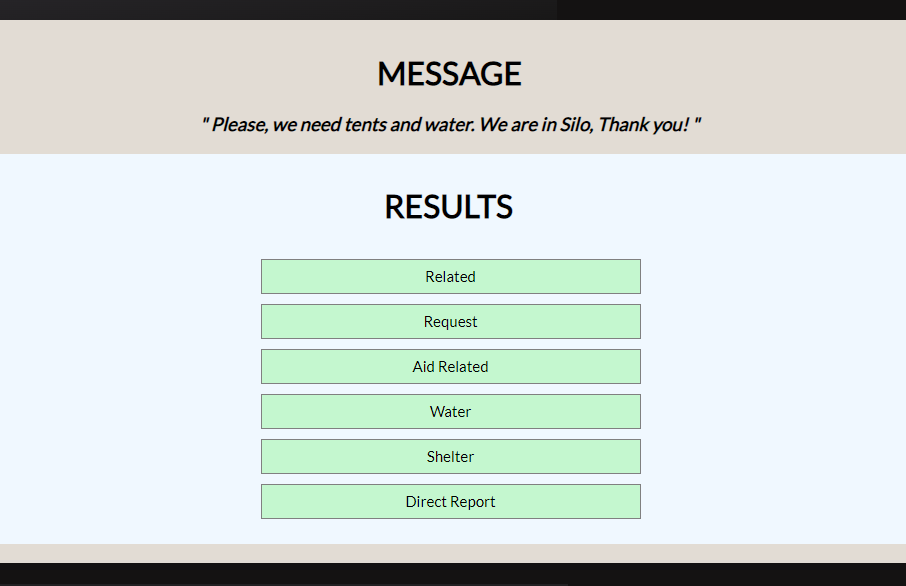 MESSAGE
" Please, we need tents and water. We are in Silo, Thank you! "
RESULTS
Related
Request
Aid Related
Water
Shelter
Direct Report